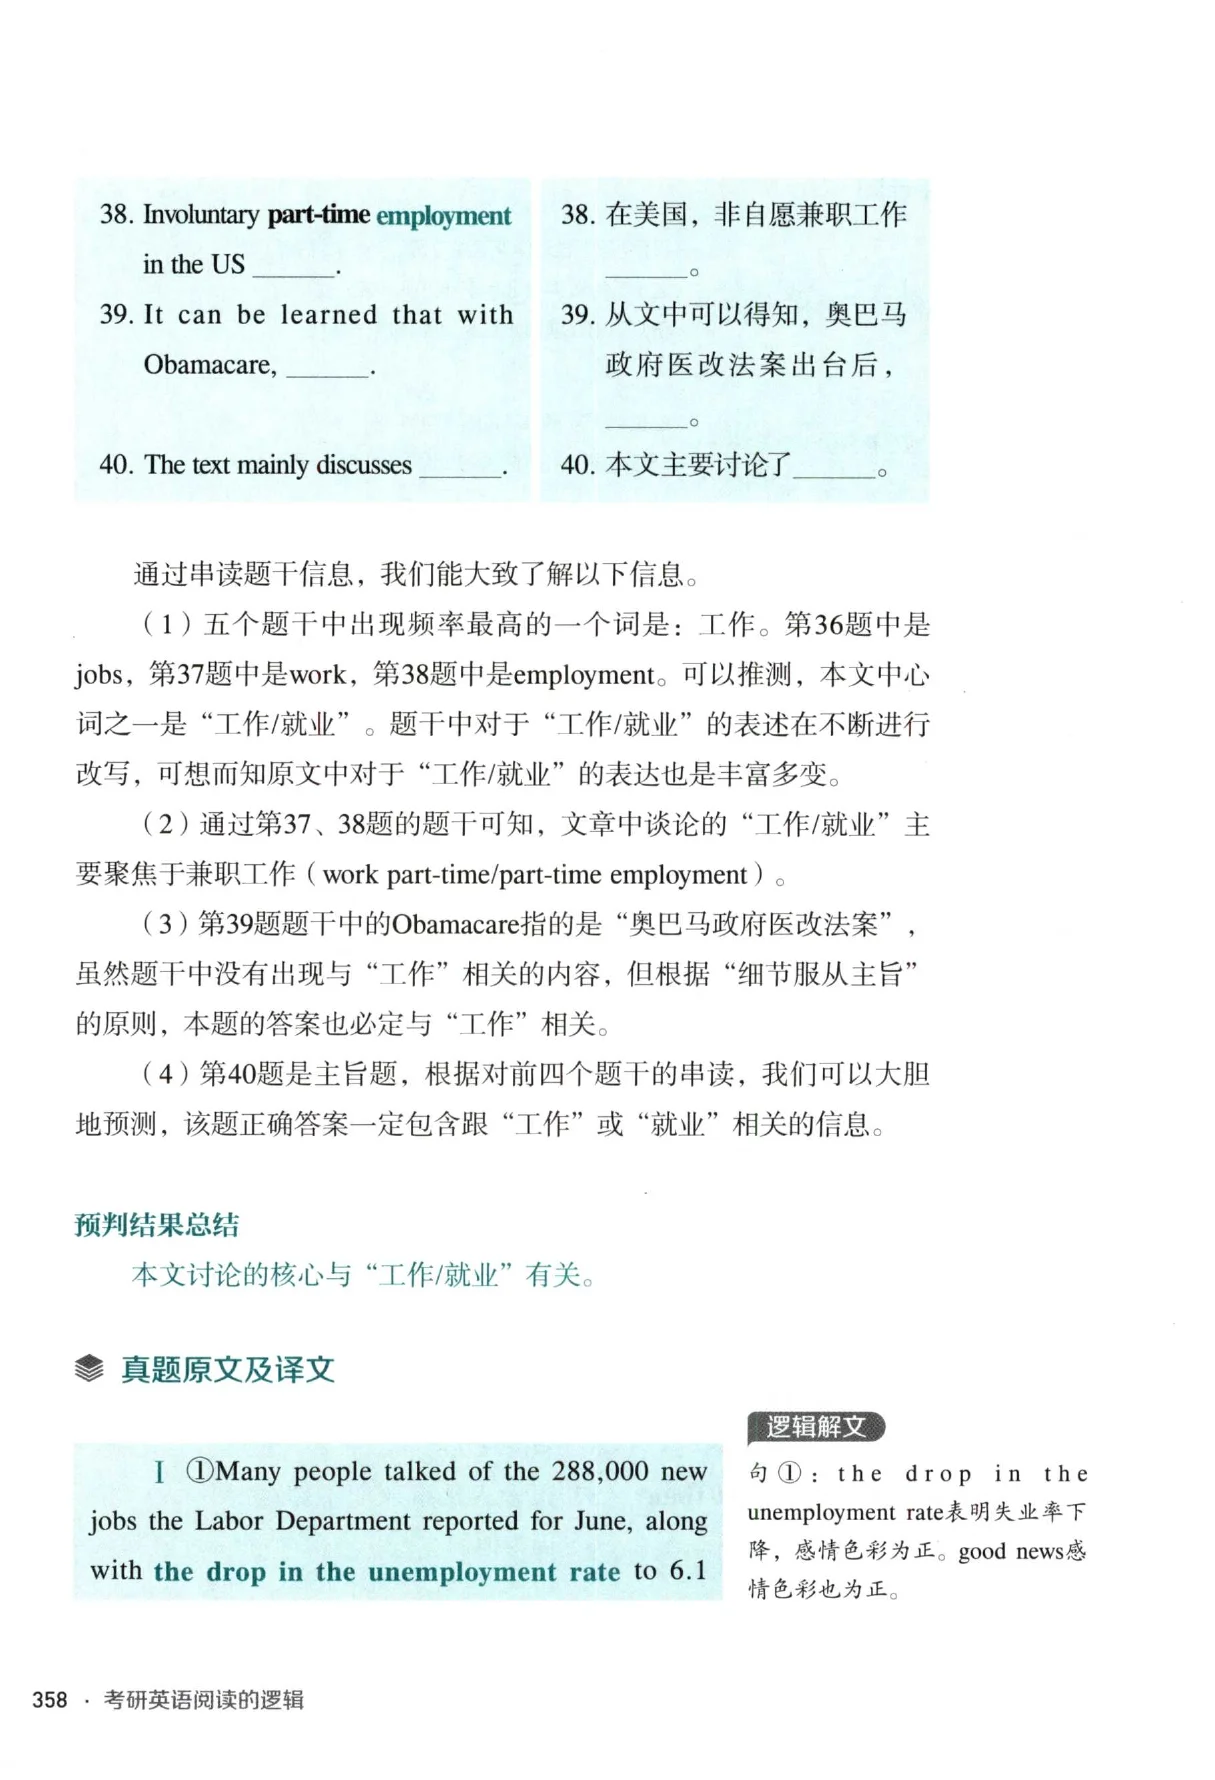 38. Involuntary part-time employment
in the US ______.
39. It can be learned that with
Obamacare, ______.
40. The text mainly discusses ______.
38. 在美国，非自愿兼职工作
______。
39. 从文中可以得知，奥巴马
政府医改法案出台后，
______。
40. 本文主要讨论了______。
通过串读题干信息，我们能大致了解以下信息。
（1）五个题干中出现频率最高的一个词是：工作。第36题中是
jobs，第37题中是work，第38题中是employment。可以推测，本文中心
词之一是“工作/就业”。题干中对于“工作/就业”的表述在不断进行
改写，可想而知原文中对于“工作/就业”的表达也是丰富多变。
（2）通过第37、38题的题干可知，文章中谈论的“工作/就业”主
要聚焦于兼职工作（work part-time/part-time employment）。
（3）第39题题干中的Obamacare指的是“奥巴马政府医改法案”，
虽然题干中没有出现与“工作”相关的内容，但根据“细节服从主旨”
的原则，本题的答案也必定与“工作”相关。
（4）第40题是主旨题，根据对前四个题干的串读，我们可以大胆
地预测，该题正确答案一定包含跟“工作”或“就业”相关的信息。
预判结果总结
本文讨论的核心与“工作/就业”有关。
真题原文及译文
I ①Many people talked of the 288,000 new
jobs the Labor Department reported for June, along
with the drop in the unemployment rate to 6.1
逻辑解文
句①：the drop in the
unemployment rate表明失业率下
降，感情色彩为正。good news感
情色彩也为正。
358 · 考研英语阅读的逻辑